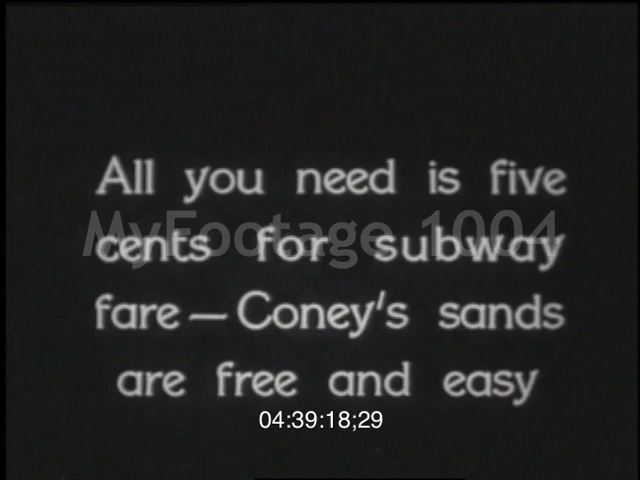 All you need is five
MyFootage 1004
cents for subway
fare — Coney's sands
are free and easy
04:39:18;29